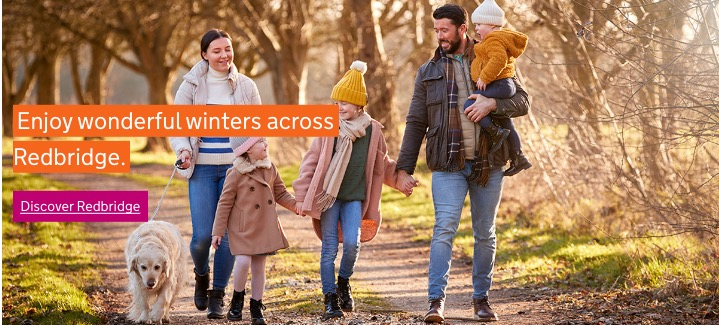 Enjoy wonderful winters across
Redbridge.
Discover Redbridge